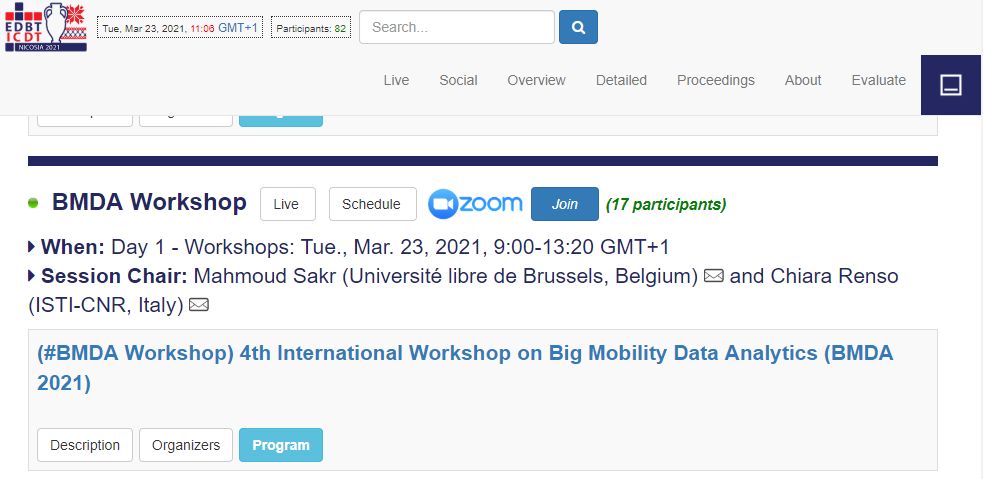 EDBT
ICDT
NICOSIA 2021
Tue, Mar 23, 2021, 11:06 GMT+1
Participants: 82
Search...
Live Social Overview Detailed Proceedings About Evaluate
BMDA Workshop Live Schedule zoom Join (17 participants)
When: Day 1 - Workshops: Tue., Mar. 23, 2021, 9:00-13:20 GMT+1
Session Chair: Mahmoud Sakr (Université libre de Brussels, Belgium) and Chiara Renso
(ISTI-CNR, Italy)
(#BMDA Workshop) 4th International Workshop on Big Mobility Data Analytics (BMDA
2021)
Description Organizers Program